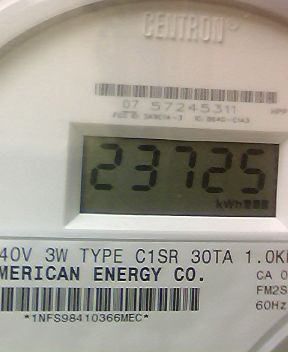 CENTRON®
07 57245311
23725
kWh
40V 3W TYPE C1SR 30TA 1.0K
MERICAN ENERGY CO.
CA 0
FM2S
60Hz
*1NFS98410366MEC*